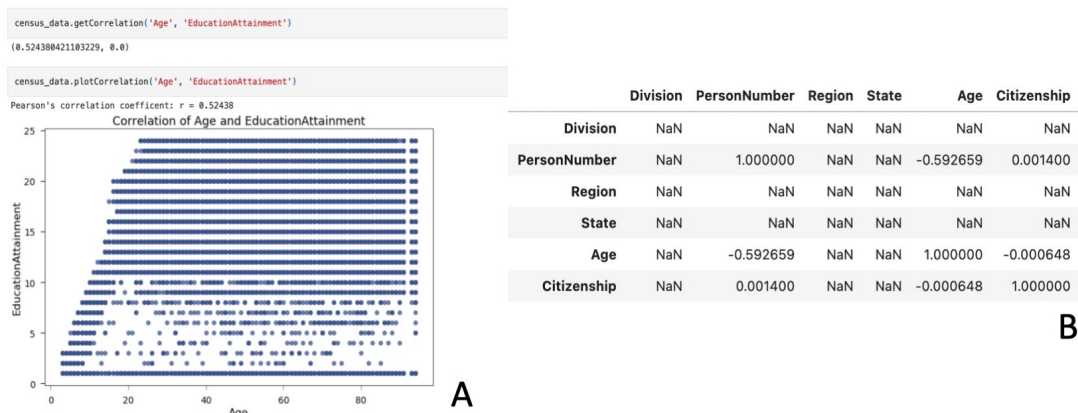 census_data.getCorrelation('Age', 'EducationAttainment')
(0.524380421103229, 0.0)
census_data.plotCorrelation('Age', 'EducationAttainment')
Pearson's correlation coefficent: r = 0.52438
Correlation of Age and EducationAttainment
25
20
15
10
5
0
EducationAttainment
0 20 40 60 80
Age
A
Division PersonNumber Region State Age Citizenship
Division NaN NaN NaN NaN NaN NaN
PersonNumber NaN 1.000000 NaN NaN -0.592659 0.001400
Region NaN NaN NaN NaN NaN NaN
State NaN NaN NaN NaN NaN NaN
Age NaN -0.592659 NaN NaN 1.000000 -0.000648
Citizenship NaN 0.001400 NaN NaN -0.000648 1.000000
B